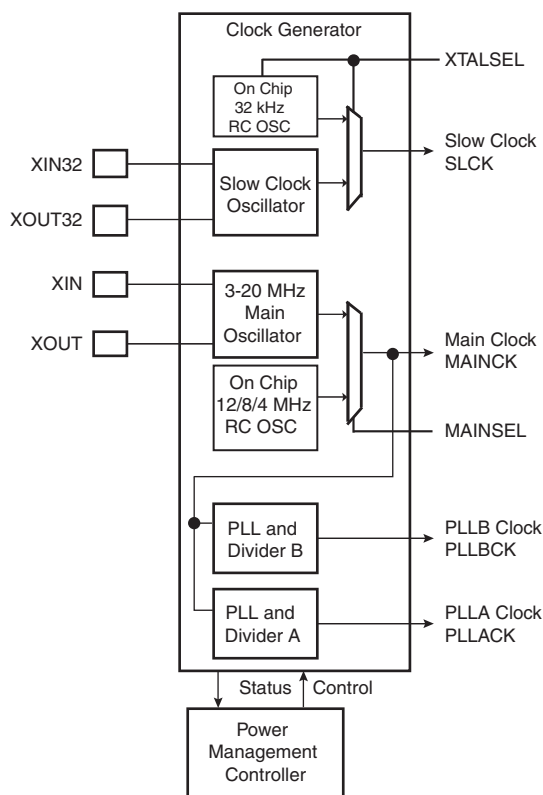 Clock Generator
XTALSEL
On Chip
32 kHz
RC OSC
Slow Clock
SLCK
XIN32
Slow Clock
Oscillator
XOUT32
XIN
3-20 MHz
Main
Oscillator
XOUT
Main Clock
MAINCK
On Chip
12/8/4 MHz
RC OSC
MAINSEL
PLL and
Divider B
PLLB Clock
PLLBCK
PLL and
Divider A
PLLA Clock
PLLACK
Status
Control
Power
Management
Controller